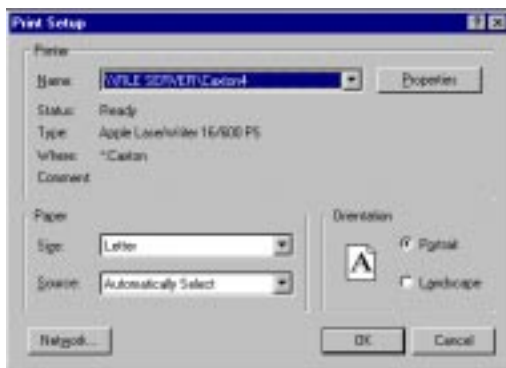 Print Setup
Printer
Name: \\FILE SERVER\Caxton4
Properties
Status: Ready
Type: Apple LaserWriter 16/600 PS
Where: *:Caxton
Comment:
Paper
Size: Letter
Source: Automatically Select
Orientation
A
Portrait
Landscape
Network...
OK
Cancel